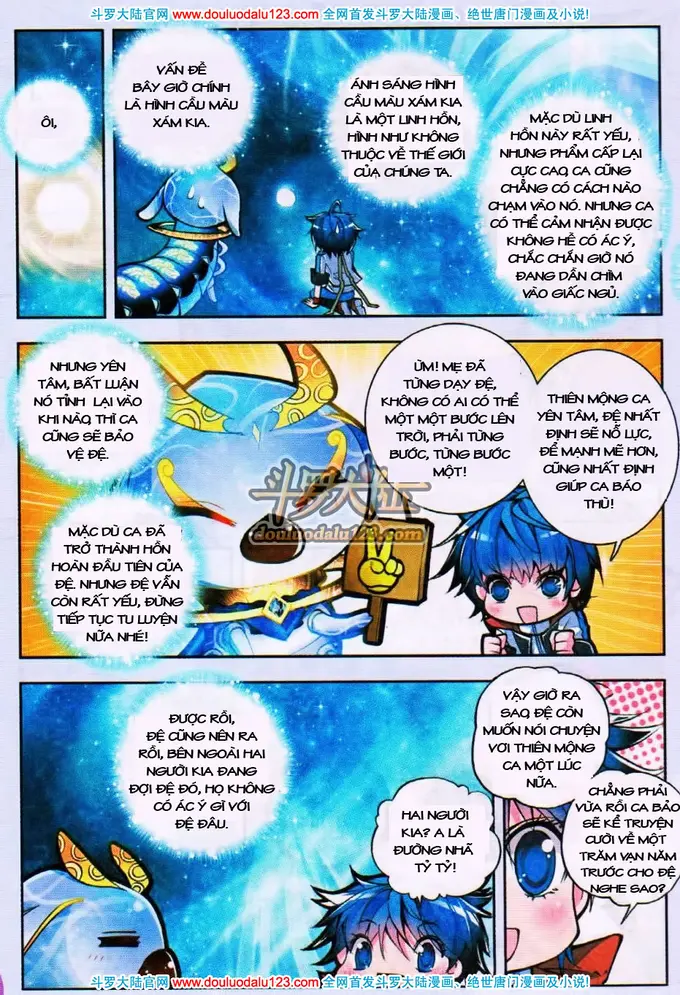 斗罗大陆官网 www.douluodalu123.com 全网首发斗罗大陆漫画、绝世唐门漫画及小说!
ÔI,
VẤN ĐỀ
BÂY GIỜ CHÍNH
LÀ HÌNH CẦU MÀU
XÁM KIA.
ÁNH SÁNG HÌNH
CẦU MÀU XÁM KIA
LÀ MỘT LINH HỒN,
HÌNH NHƯ KHÔNG
THUỘC VỀ THẾ GIỚI
CỦA CHÚNG TA.
MẶC DÙ LINH
HỒN NÀY RẤT YẾU,
NHƯNG PHẨM CẤP LẠI
CỰC CAO, CA CŨNG
CHẲNG CÓ CÁCH NÀO
CHẠM VÀO NÓ. NHƯNG CA
CÓ THỂ CẢM NHẬN ĐƯỢC
KHÔNG HỀ CÓ ÁC Ý,
CHẮC CHẮN GIỜ NÓ
ĐANG DẦN CHÌM
VÀO GIẤC NGỦ.
NHƯNG YÊN
TÂM, BẤT LUẬN
NÓ TỈNH LẠI VÀO
KHI NÀO, THÌ CA
CŨNG SẼ BẢO
VỆ ĐỆ.
MẶC DÙ CA ĐÃ
TRỞ THÀNH HỒN
HOÀN ĐẦU TIÊN CỦA
ĐỆ, NHƯNG ĐỆ VẪN
CÒN RẤT YẾU, ĐỪNG
TIẾP TỤC TU LUYỆN
NỮA NHÉ!
ỪM! MẸ ĐÃ
TỪNG DẠY ĐỆ,
KHÔNG CÓ AI CÓ THỂ
MỘT MỘT BƯỚC LÊN
TRỜI, PHẢI TỪNG
BƯỚC, TỪNG BƯỚC
MỘT!
THIÊN MỘNG CA
YÊN TÂM, ĐỆ NHẤT
ĐỊNH SẼ NỖ LỰC,
ĐỂ MẠNH MẼ HƠN,
CŨNG NHẤT ĐỊNH
GIÚP CA BÁO
THÙ!
斗罗大陆
douluodalu123.com
ĐƯỢC RỒI,
ĐỆ CŨNG NÊN RA
RỒI, BÊN NGOÀI HAI
NGƯỜI KIA ĐANG
ĐỢI ĐỆ ĐÓ, HỌ KHÔNG
CÓ ÁC Ý GÌ VỚI
ĐỆ ĐÂU.
HAI NGƯỜI
KIA? A LÀ
ĐƯỜNG NHÃ
TỶ TỶ!
VẬY GIỜ RA
SAO, ĐỆ CÒN
MUỐN NÓI CHUYỆN
VƠI THIÊN MỘNG
CA MỘT LÚC
NỮA.
CHẲNG PHẢI
VỪA RỒI CA BẢO
SẼ KỂ TRUYỆN
CƯỜI VỀ MỘT
TRĂM VẠN NĂM
TRƯỚC CHO ĐỆ
NGHE SAO?
斗罗大陆官网 www.douluodalu123.com 全网首发斗罗大陆漫画、绝世唐门漫画及小说!